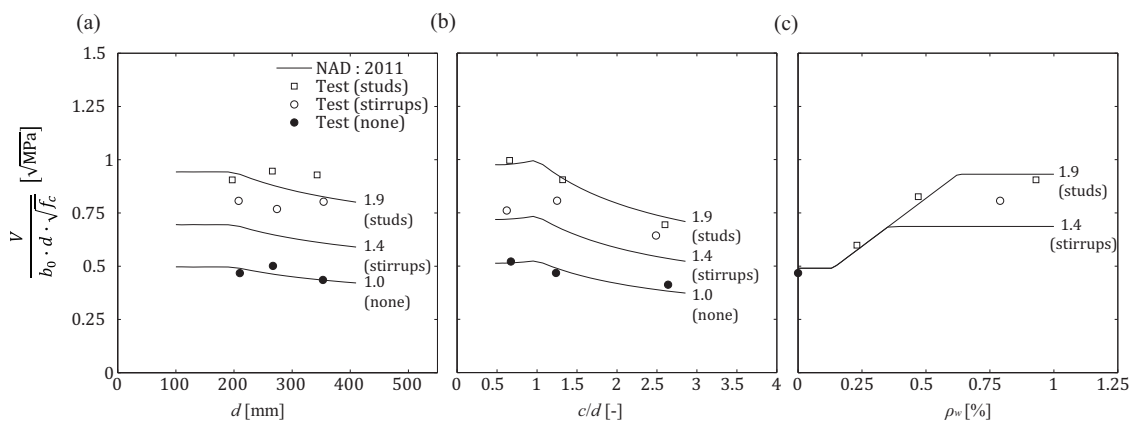 (a)
(b)
(c)
V / b₀ · d · √f_c [√MPa]
1.5
1.25
1
0.75
0.5
0.25
0
NAD : 2011
Test (studs)
Test (stirrups)
Test (none)
1.9
(studs)
1.4
(stirrups)
1.0
(none)
0 100 200 300 400 500
d [mm]
1.9
(studs)
1.4
(stirrups)
1.0
(none)
0 0.5 1 1.5 2 2.5 3 3.5 4
c/d [-]
1.9
(studs)
1.4
(stirrups)
0 0.25 0.5 0.75 1 1.25
ρw [%]